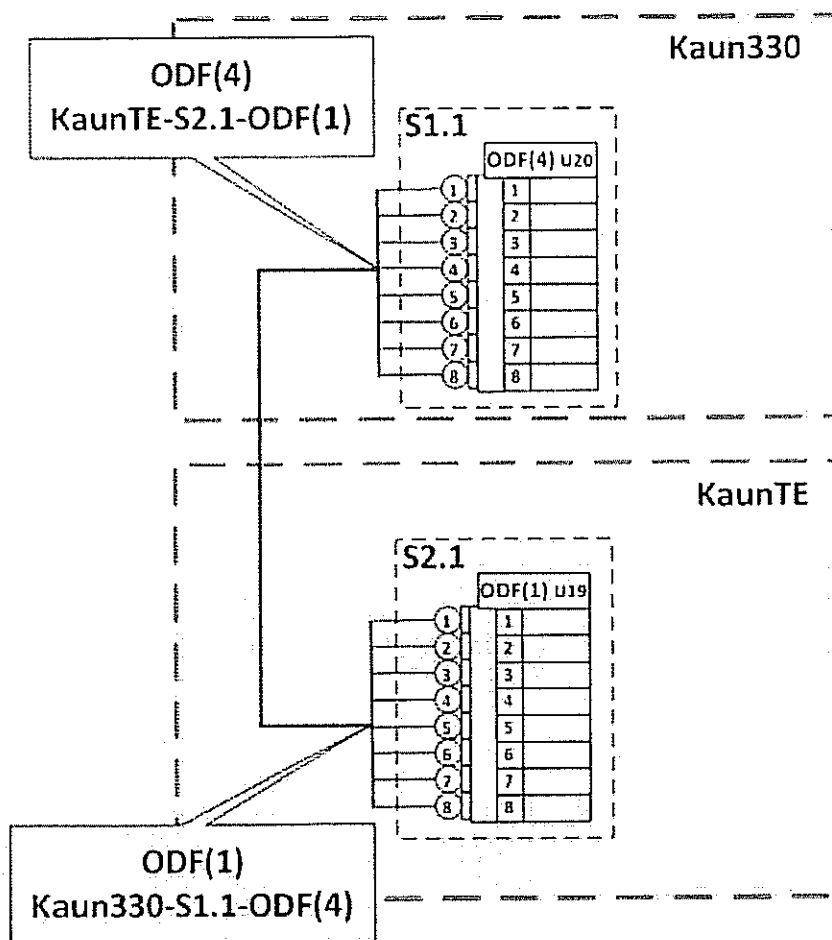 Kaun330
ODF(4)
KaunTE-S2.1-ODF(1)
S1.1
ODF(4) U20
1 1
2 2
3 3
4 4
5 5
6 6
7 7
8 8
KaunTE
S2.1
ODF(1) U19
1 1
2 2
3 3
4 4
5 5
6 6
7 7
8 8
ODF(1)
Kaun330-S1.1-ODF(4)